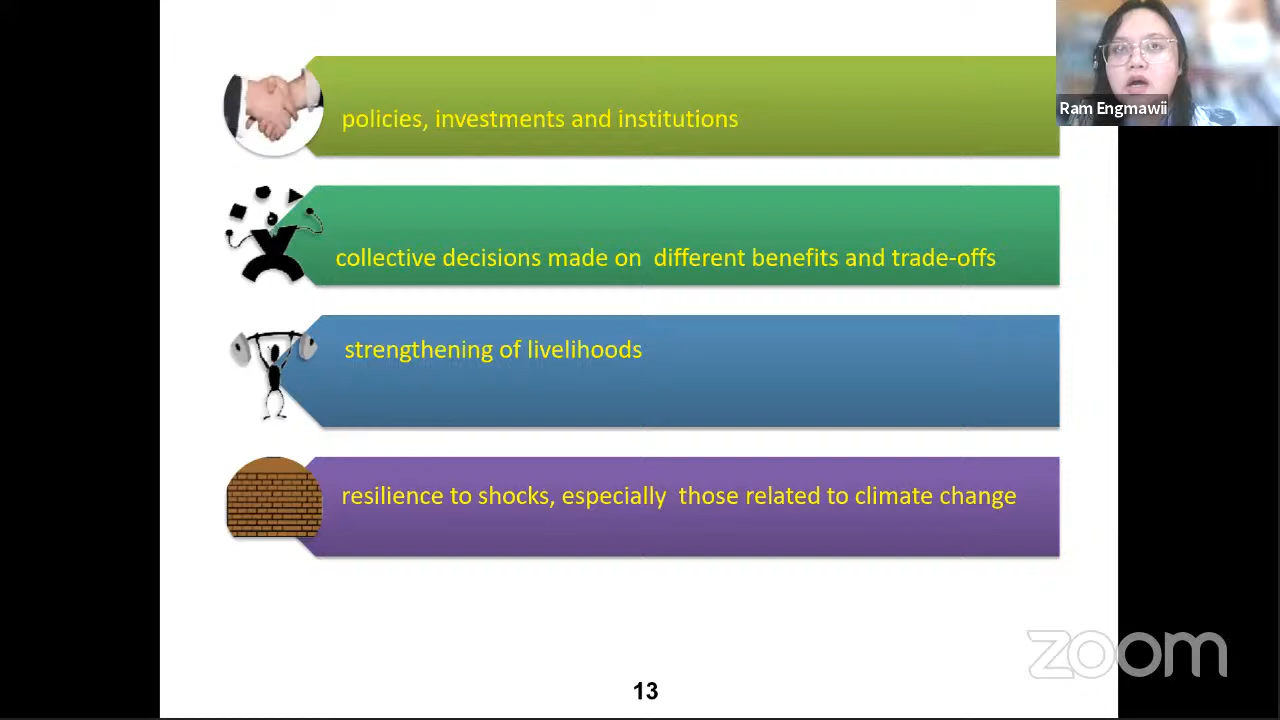 policies, investments and institutions
Ram Engmawii
collective decisions made on different benefits and trade-offs
strengthening of livelihoods
resilience to shocks, especially those related to climate change
zoom
13